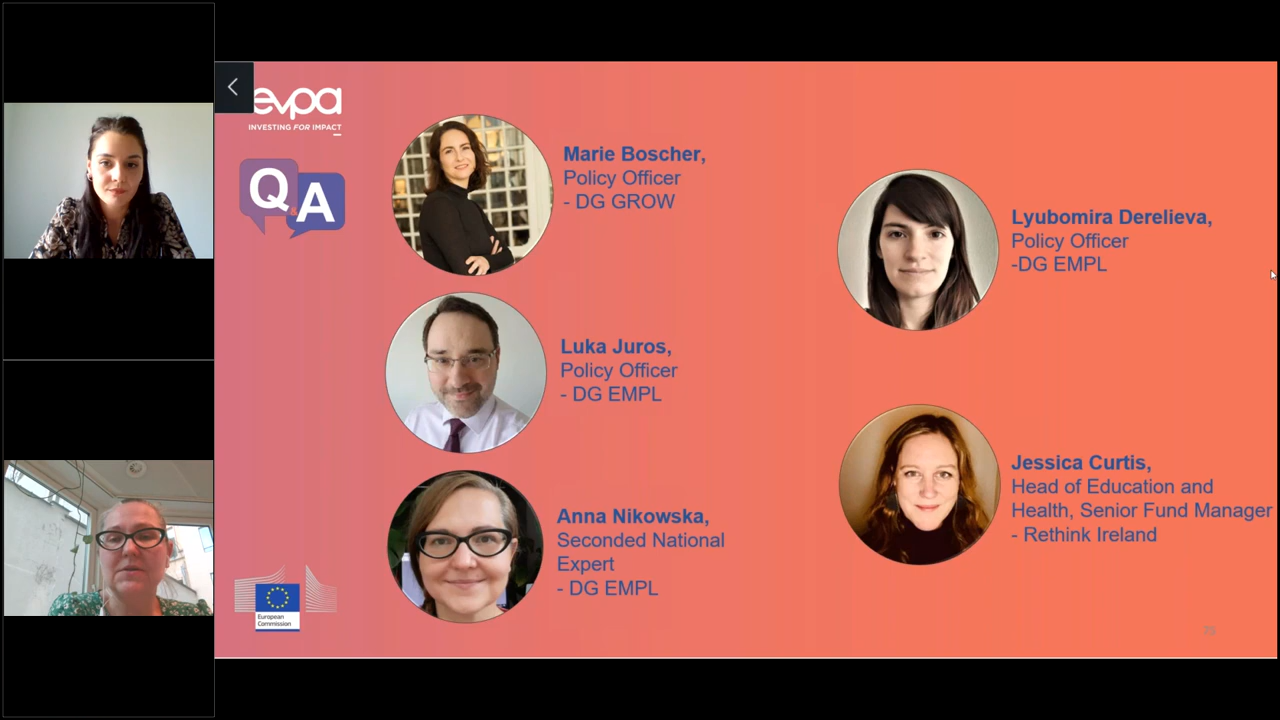 evpa
INVESTING FOR IMPACT
Q&A
Marie Boscher,
Policy Officer
- DG GROW
Luka Juros,
Policy Officer
- DG EMPL
Anna Nikowska,
Seconded National
Expert
- DG EMPL
Lyubomira Derelieva,
Policy Officer
-DG EMPL
Jessica Curtis,
Head of Education and
Health, Senior Fund Manager
- Rethink Ireland
European
Commission